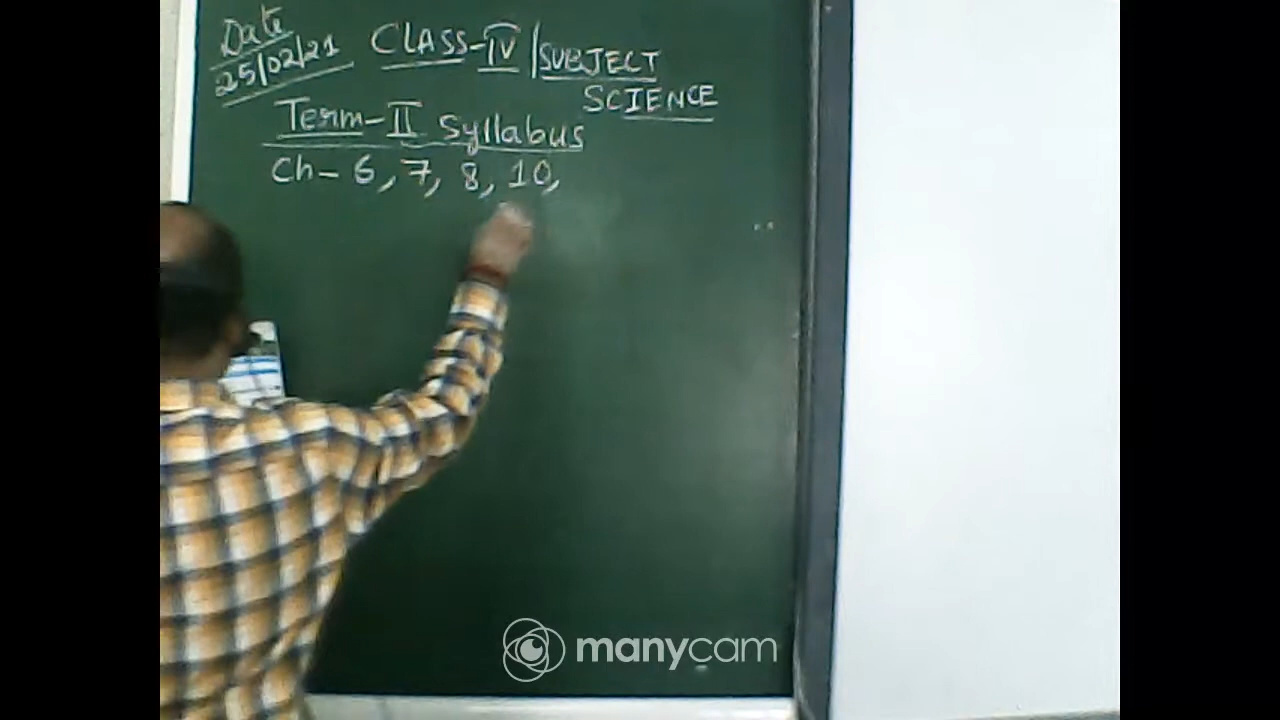 Date
25/02/21
CLASS-IV | SUBJECT
SCIENCE
Term-II Syllabus
Ch- 6, 7, 8, 10,
manycam